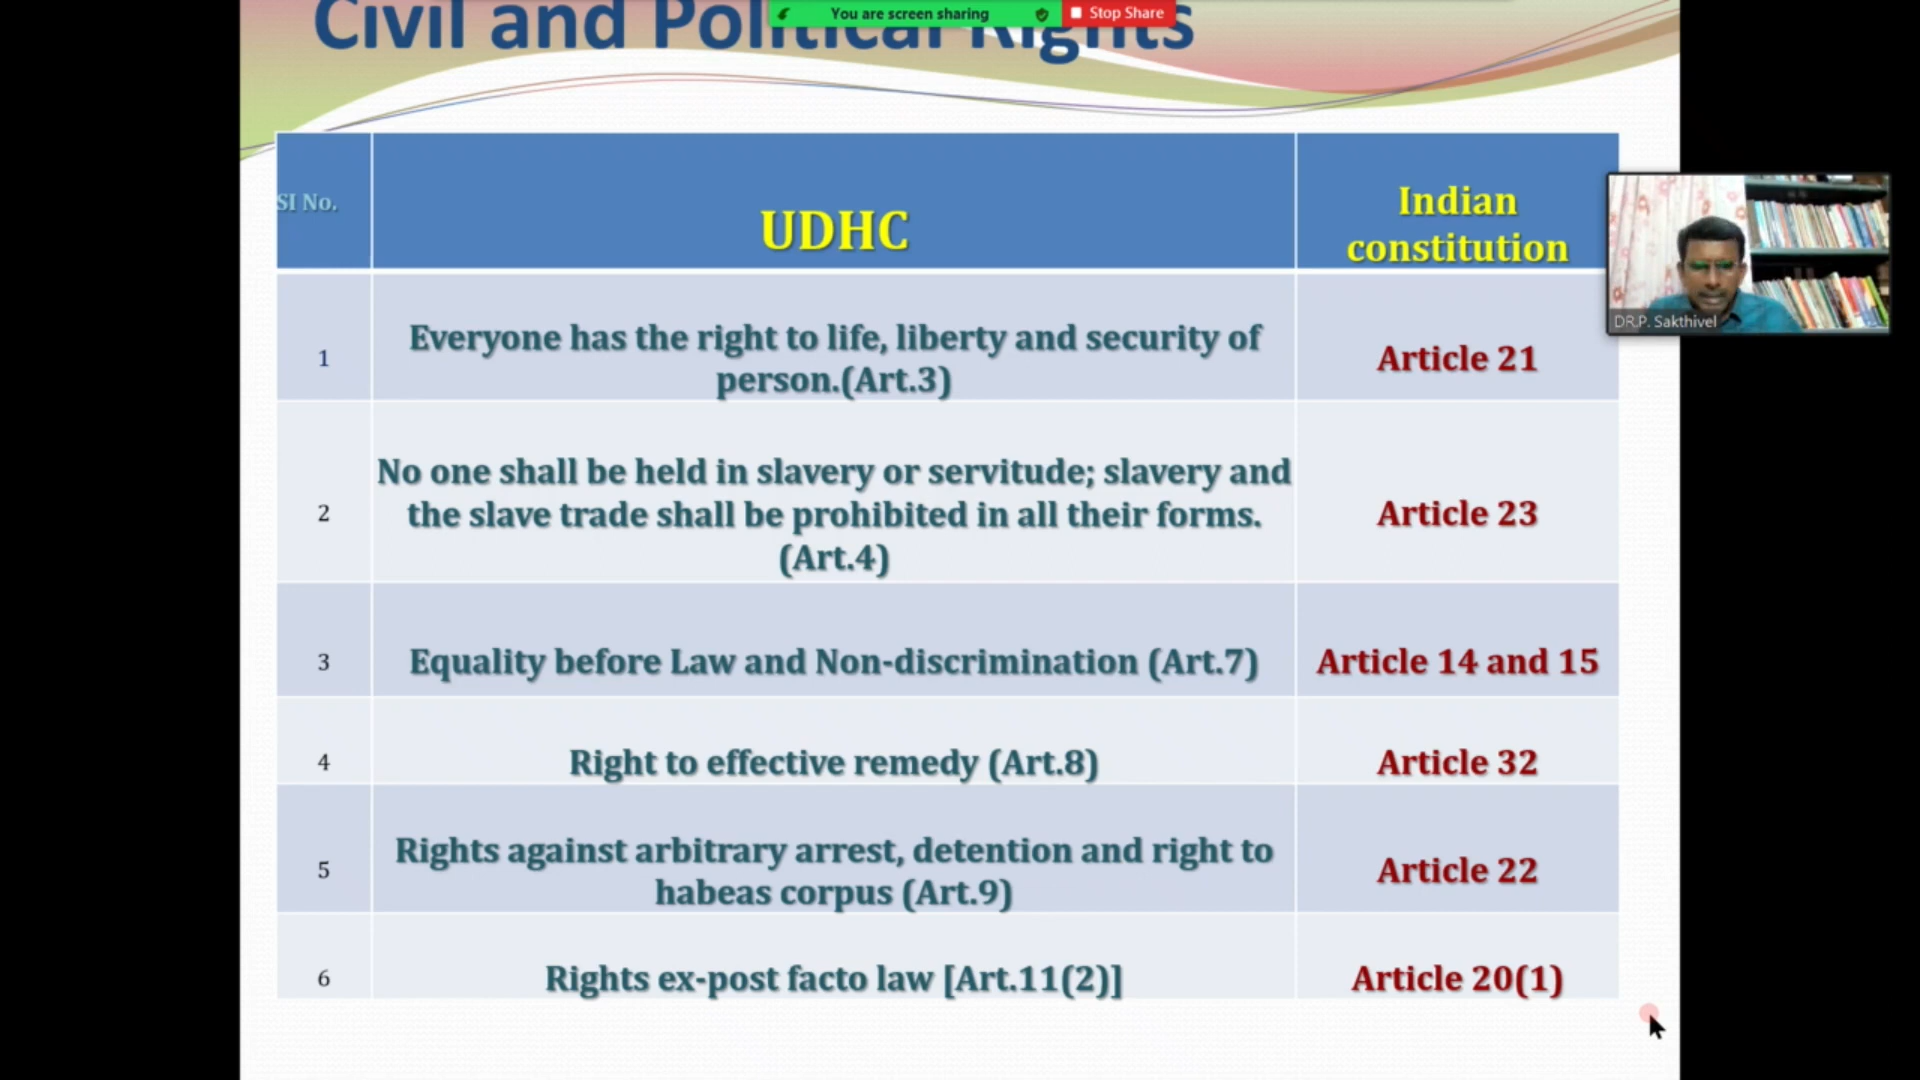 Civil and Political Rights
You are screen sharing
Stop Share
SI No.
UDHC
Indian
constitution
1
Everyone has the right to life, liberty and security of
person.(Art.3)
Article 21
2
No one shall be held in slavery or servitude; slavery and
the slave trade shall be prohibited in all their forms.
(Art.4)
Article 23
3
Equality before Law and Non-discrimination (Art.7)
Article 14 and 15
4
Right to effective remedy (Art.8)
Article 32
5
Rights against arbitrary arrest, detention and right to
habeas corpus (Art.9)
Article 22
6
Rights ex-post facto law [Art.11(2)]
Article 20(1)
DR.P. Sakthivel